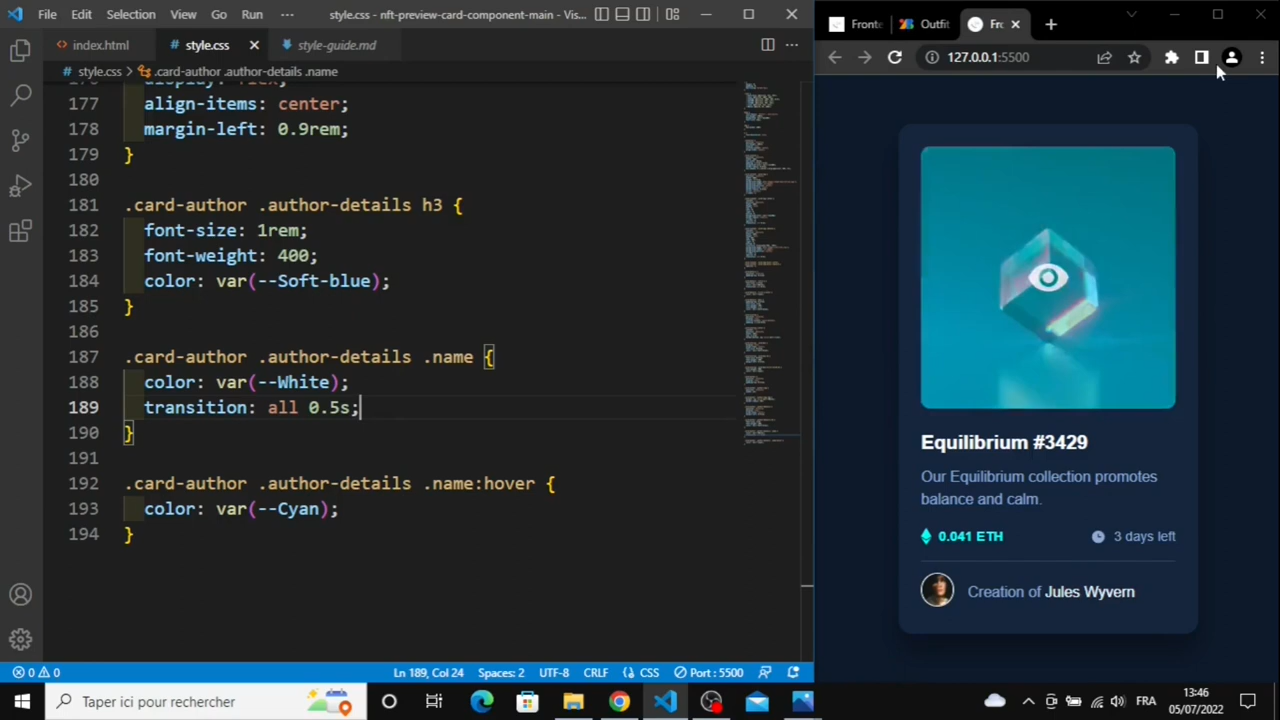 File Edit Selection View Go Run ··· style.css - nft-preview-card-component-main - Vis...
index.html style.css style-guide.md
style.css > .card-author .author-details .name
177 align-items: center;
178 margin-left: 0.9rem;
179 }
180
181 .card-author .author-details h3 {
182 font-size: 1rem;
183 font-weight: 400;
184 color: var(--Soft-blue);
185 }
186
187 .card-author .author-details .name {
188 color: var(--White);
189 transition: all 0.5s;
190 }
191
192 .card-author .author-details .name:hover {
193 color: var(--Cyan);
194 }
0 0 Ln 189, Col 24 Spaces: 2 UTF-8 CRLF CSS Port : 5500
Fronte Outfit Fro
127.0.0.1:5500
Equilibrium #3429
Our Equilibrium collection promotes
balance and calm.
0.041 ETH 3 days left
Creation of Jules Wyvern
Taper ici pour rechercher
FRA 13:46
05/07/2022